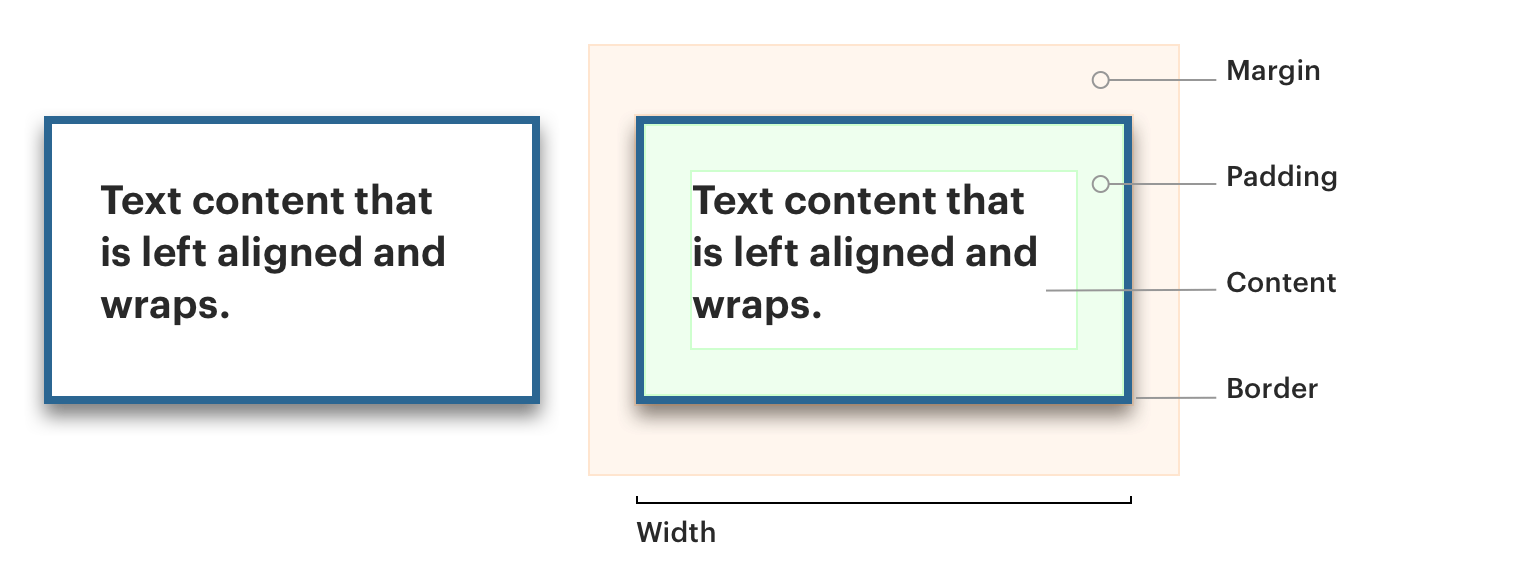 Text content that
is left aligned and
wraps.
Text content that
is left aligned and
wraps.
Margin
Padding
Content
Border
Width